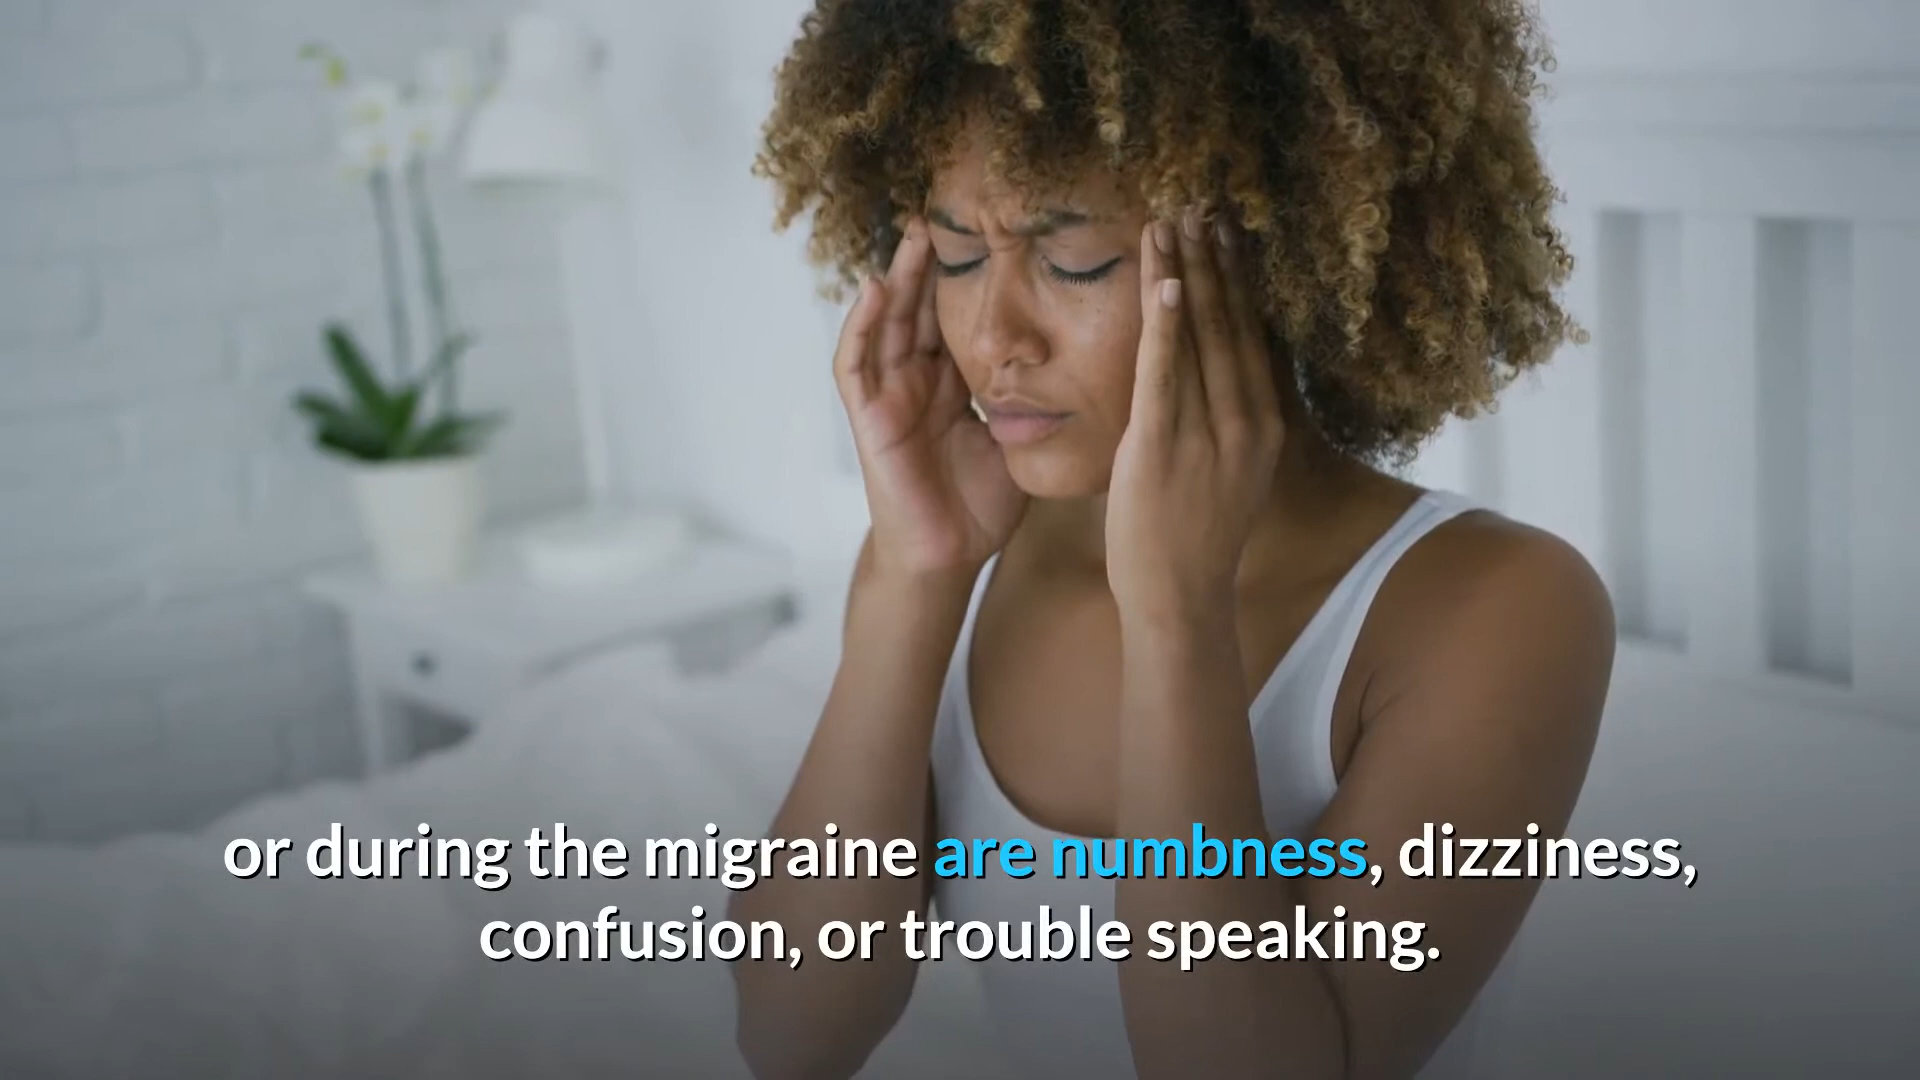 or during the migraine are numbness, dizziness,
confusion, or trouble speaking.